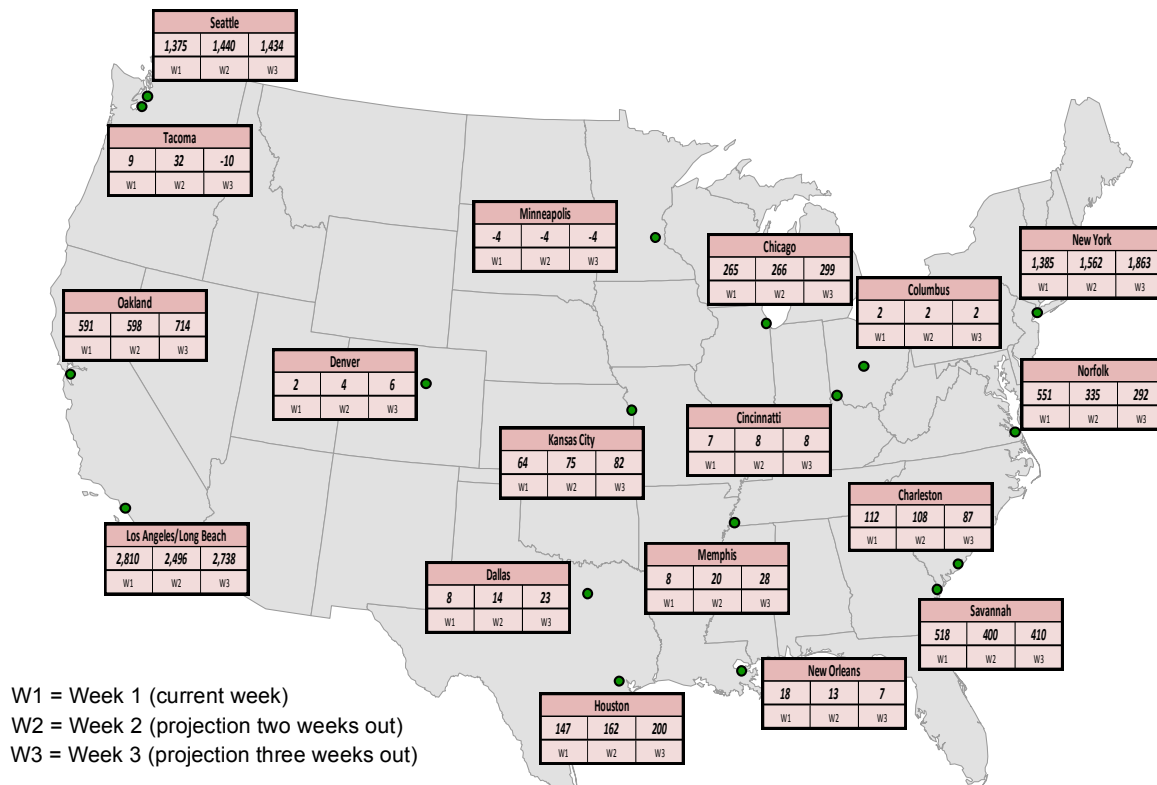 Seattle
1,375 1,440 1,434
W1 W2 W3
Tacoma
9 32 -10
W1 W2 W3
Minneapolis
-4 -4 -4
W1 W2 W3
Chicago
265 266 299
W1 W2 W3
New York
1,385 1,562 1,863
W1 W2 W3
Columbus
2 2 2
W1 W2 W3
Oakland
591 598 714
W1 W2 W3
Denver
2 4 6
W1 W2 W3
Norfolk
551 335 292
W1 W2 W3
Cincinnatti
7 8 8
W1 W2 W3
Kansas City
64 75 82
W1 W2 W3
Charleston
112 108 87
W1 W2 W3
Los Angeles/Long Beach
2,810 2,496 2,738
W1 W2 W3
Memphis
8 20 28
W1 W2 W3
Dallas
8 14 23
W1 W2 W3
Savannah
518 400 410
W1 W2 W3
New Orleans
18 13 7
W1 W2 W3
Houston
147 162 200
W1 W2 W3
W1 = Week 1 (current week)
W2 = Week 2 (projection two weeks out)
W3 = Week 3 (projection three weeks out)